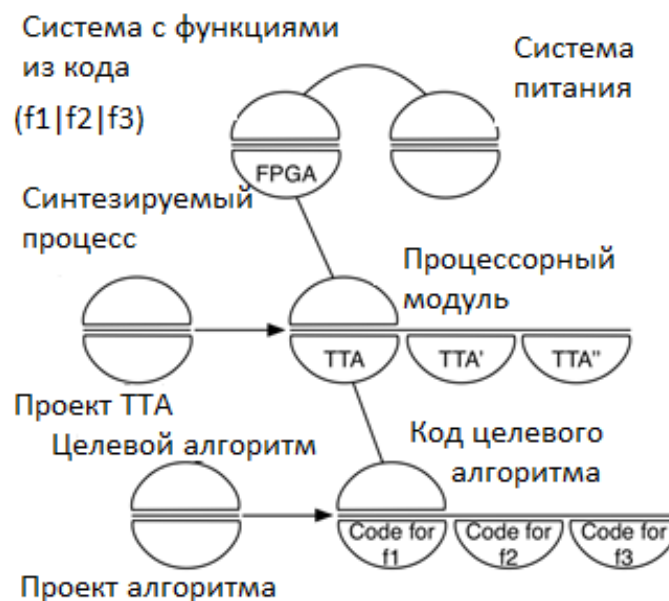 Система с функциями
из кода
(f1|f2|f3)
Система
питания
FPGA
Синтезируемый
процесс
Процессорный
модуль
TTA
TTA'
TTA"
Проект TTA
Целевой алгоритм
Код целевого
алгоритма
Code for
f1
Code for
f2
Code for
f3
Проект алгоритма